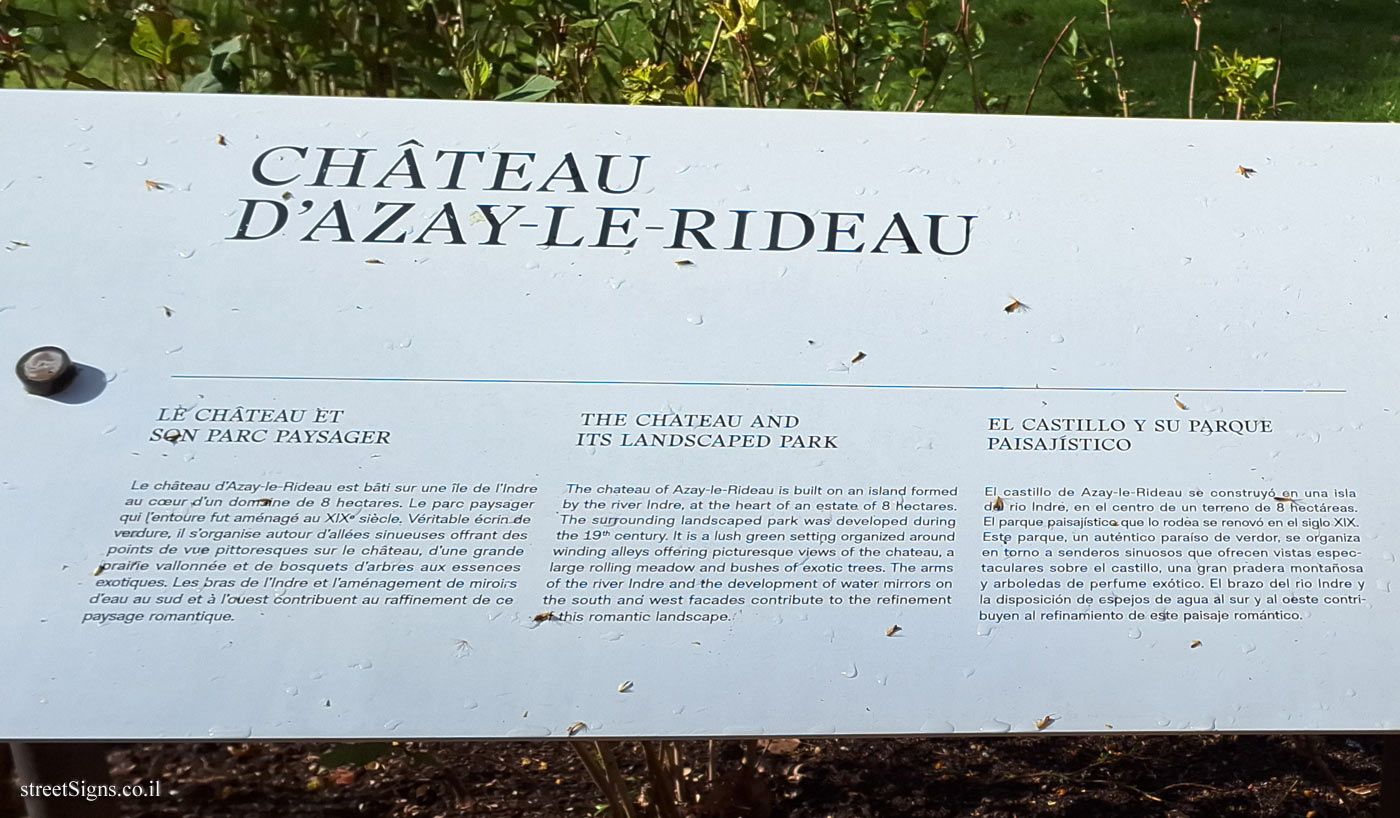 CHÂTEAU
D'AZAY-LE-RIDEAU
LE CHÂTEAU ET
SON PARC PAYSAGER
Le château d'Azay-le-Rideau est bâti sur une île de l'Indre
au cœur d'un domaine de 8 hectares. Le parc paysager
qui l'entoure fut aménagé au XIXᵉ siècle. Véritable écrin de
verdure, il s'organise autour d'allées sinueuses offrant des
points de vue pittoresques sur le château, d'une grande
prairie vallonnée et de bosquets d'arbres aux essences
exotiques. Les bras de l'Indre et l'aménagement de miroirs
d'eau au sud et à l'ouest contribuent au raffinement de ce
paysage romantique.
THE CHATEAU AND
ITS LANDSCAPED PARK
The chateau of Azay-le-Rideau is built on an island formed
by the river Indre, at the heart of an estate of 8 hectares.
The surrounding landscaped park was developed during
the 19ᵗʰ century. It is a lush green setting organized around
winding alleys offering picturesque views of the chateau, a
large rolling meadow and bushes of exotic trees. The arms
of the river Indre and the development of water mirrors on
the south and west facades contribute to the refinement
of this romantic landscape.
EL CASTILLO Y SU PARQUE
PAISAJÍSTICO
El castillo de Azay-le-Rideau se construyó en una isla
del rio Indre, en el centro de un terreno de 8 hectáreas.
El parque paisajístico que lo rodea se renovó en el siglo XIX.
Este parque, un auténtico paraíso de verdor, se organiza
en torno a senderos sinuosos que ofrecen vistas espec-
taculares sobre el castillo, una gran pradera montañosa
y arboledas de perfume exótico. El brazo del rio Indre y
la disposición de espejos de agua al sur y al oeste contri-
buyen al refinamiento de este paisaje romántico.
streetSigns.co.il